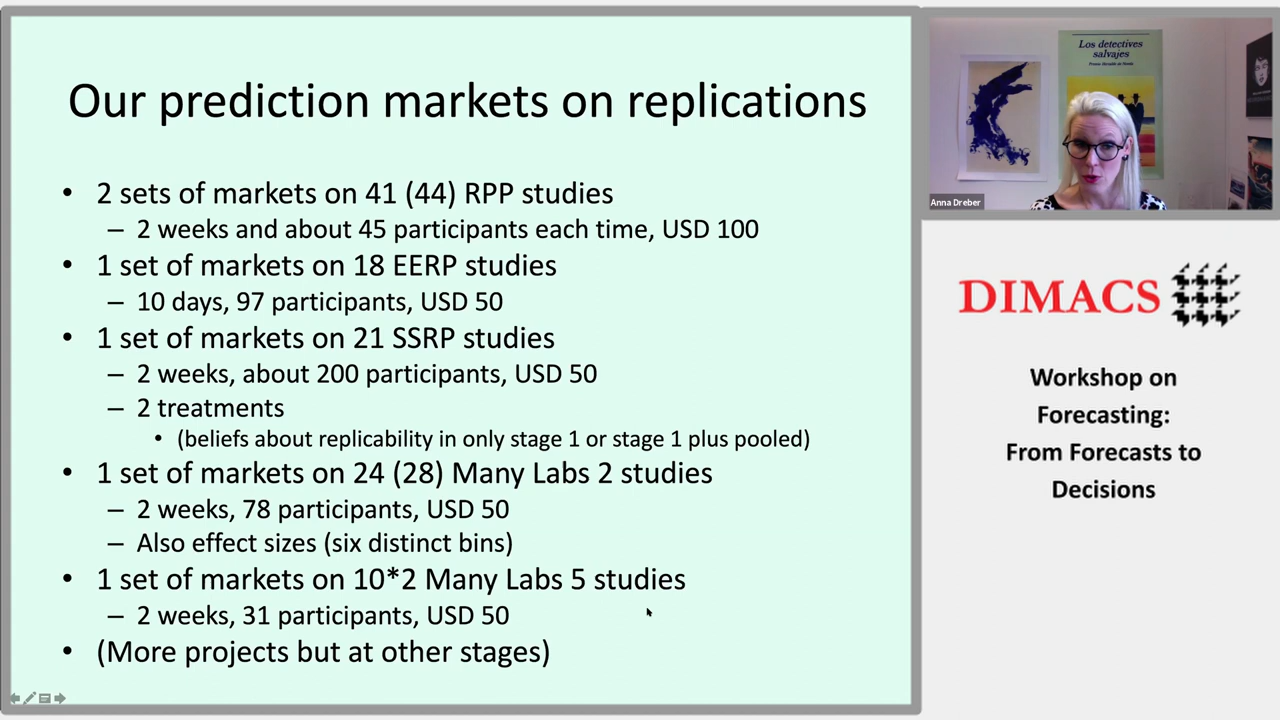 Our prediction markets on replications
• 2 sets of markets on 41 (44) RPP studies
– 2 weeks and about 45 participants each time, USD 100
• 1 set of markets on 18 EERP studies
– 10 days, 97 participants, USD 50
• 1 set of markets on 21 SSRP studies
– 2 weeks, about 200 participants, USD 50
– 2 treatments
• (beliefs about replicability in only stage 1 or stage 1 plus pooled)
• 1 set of markets on 24 (28) Many Labs 2 studies
– 2 weeks, 78 participants, USD 50
– Also effect sizes (six distinct bins)
• 1 set of markets on 10*2 Many Labs 5 studies
– 2 weeks, 31 participants, USD 50
• (More projects but at other stages)
Los detectives
salvajes
Anna Dreber
DIMACS
Workshop on
Forecasting:
From Forecasts to
Decisions